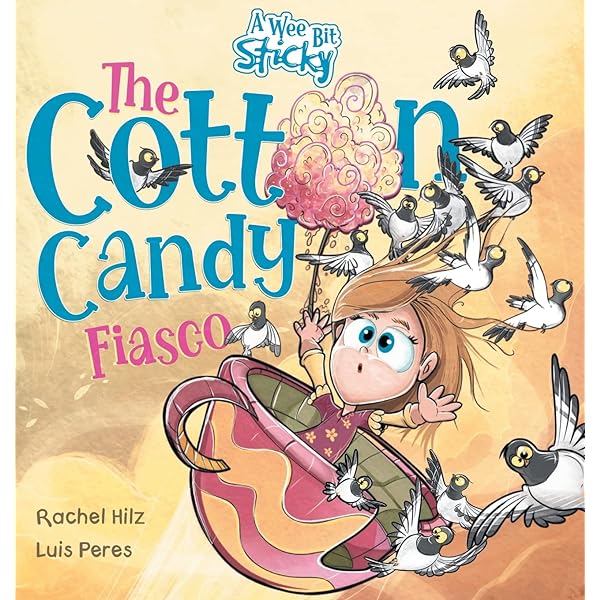 A Wee Bit
Sticky
The
Cotton
Candy
Fiasco
Rachel Hilz
Luis Peres